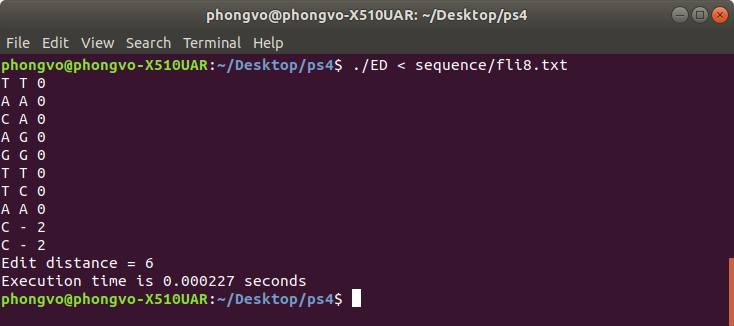 phongvo@phongvo-X510UAR: ~/Desktop/ps4
File Edit View Search Terminal Help
phongvo@phongvo-X510UAR:~/Desktop/ps4$ ./ED < sequence/fli8.txt
T T 0
A A 0
C A 0
A G 0
G G 0
T T 0
T C 0
A A 0
C - 2
C - 2
Edit distance = 6
Execution time is 0.000227 seconds
phongvo@phongvo-X510UAR:~/Desktop/ps4$